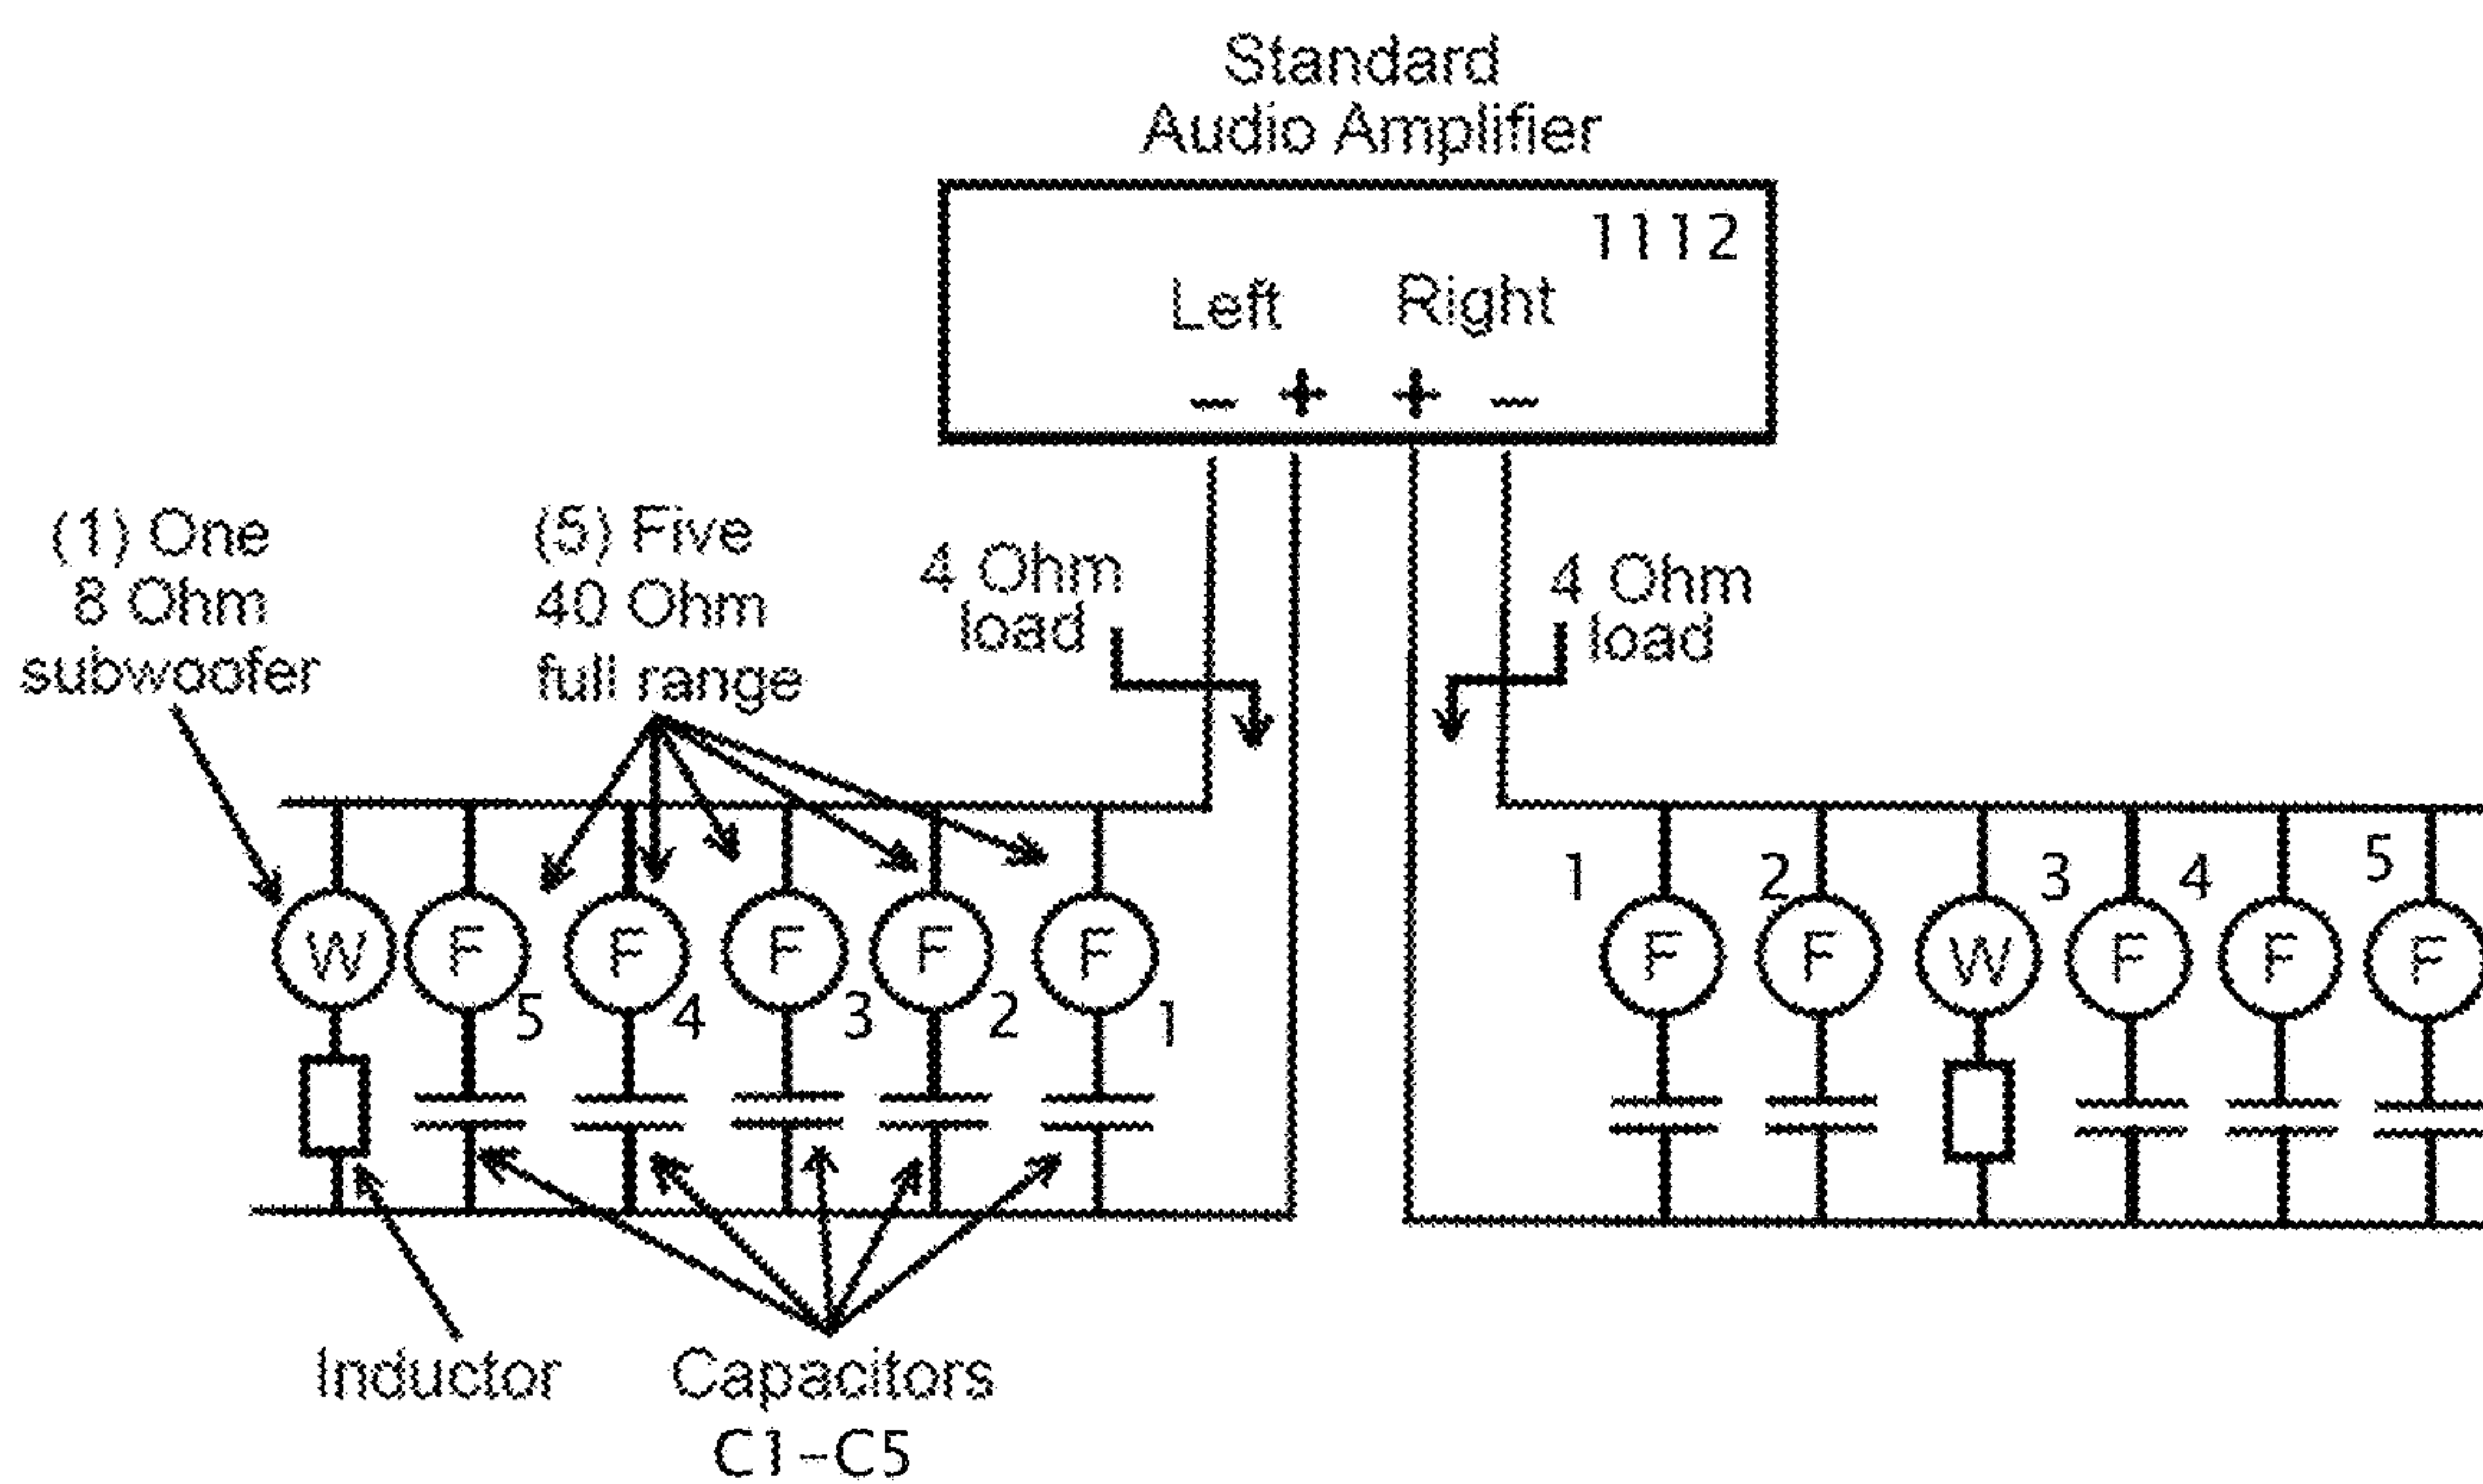 Standard
Audio Amplifier
1112
Left Right
− + + −
(1) One
8 Ohm
subwoofer
(5) Five
40 Ohm
full range
4 Ohm
load
4 Ohm
load
1 2 3 4 5
W F F F F F
F F W F F F
5 4 3 2 1
Inductor
Capacitors
C1-C5